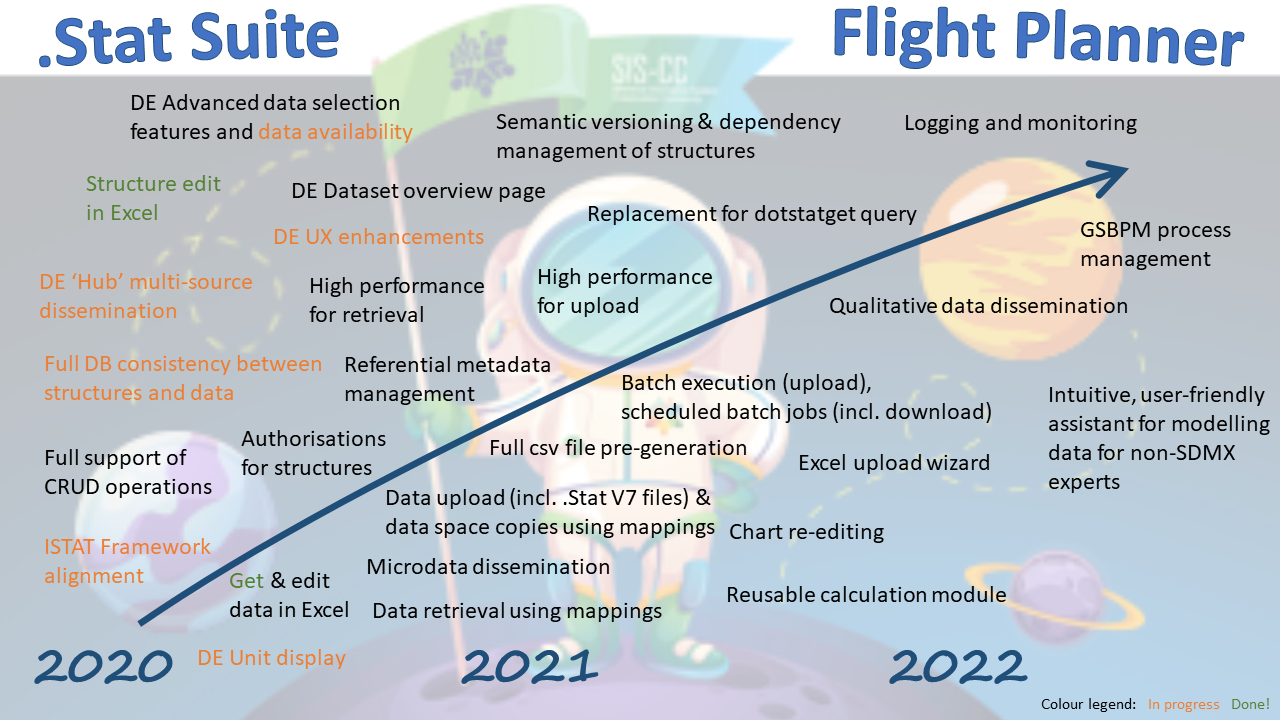 .Stat Suite
Flight Planner
SIS-CC
DE Advanced data selection
features and data availability
Semantic versioning & dependency
management of structures
Logging and monitoring
Structure edit
in Excel
DE Dataset overview page
Replacement for dotstatget query
DE UX enhancements
GSBPM process
management
DE ‘Hub’ multi-source
dissemination
High performance
for retrieval
High performance
for upload
Qualitative data dissemination
Full DB consistency between
structures and data
Referential metadata
management
Batch execution (upload),
scheduled batch jobs (incl. download)
Intuitive, user-friendly
assistant for modelling
data for non-SDMX
experts
Full support of
CRUD operations
Authorisations
for structures
Full csv file pre-generation
Excel upload wizard
Data upload (incl. .Stat V7 files) &
data space copies using mappings
Chart re-editing
ISTAT Framework
alignment
Get & edit
data in Excel
Microdata dissemination
Data retrieval using mappings
Reusable calculation module
2020
DE Unit display
2021
2022
Colour legend: In progress Done!